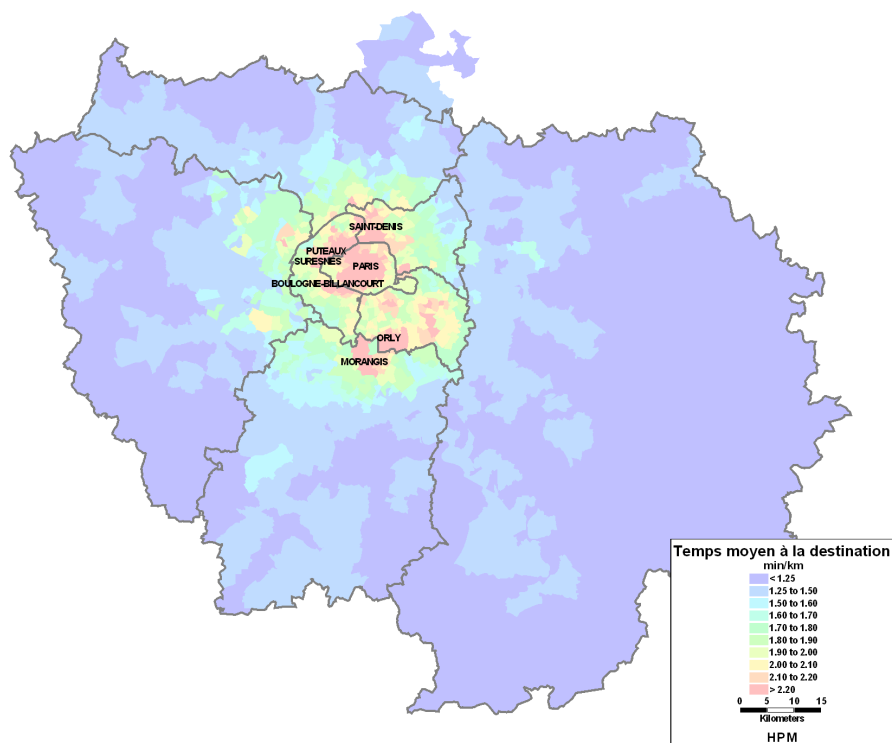 SAINT-DENIS
PUTEAUX
SURESNES
PARIS
BOULOGNE-BILLANCOURT
ORLY
MORANGIS
Temps moyen à la destination
min/km
< 1.25
1.25 to 1.50
1.50 to 1.60
1.60 to 1.70
1.70 to 1.80
1.80 to 1.90
1.90 to 2.00
2.00 to 2.10
2.10 to 2.20
> 2.20
0 5 10 15
Kilometers
HPM